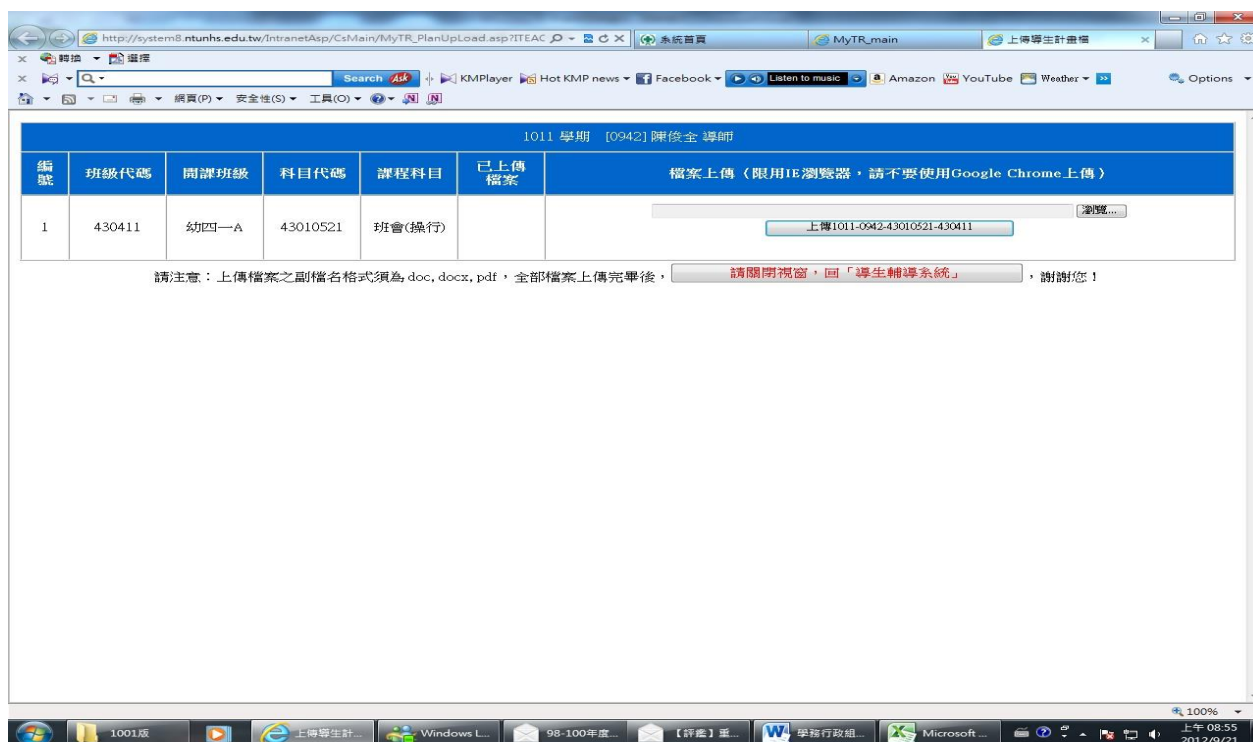 http://system8.ntunhs.edu.tw/IntranetAsp/CsMain/MyTR_PlanUpLoad.asp?ITEAC
系統首頁
MyTR_main
上傳導生計畫檔
轉換 選擇
Search Ask KMPlayer Hot KMP news Facebook Listen to music Amazon YouTube Weather Options
網頁(P) 安全性(S) 工具(O)
1011 學期 [0942] 陳俊全 導師
編號 班級代碼 開課班級 科目代碼 課程科目 已上傳檔案 檔案上傳（限用IE瀏覽器，請不要使用Google Chrome上傳）
瀏覽...
1 430411 幼四一A 43010521 班會(操行) 上傳1011-0942-43010521-430411
請注意：上傳檔案之副檔名格式須為 doc, docx, pdf，全部檔案上傳完畢後， 請關閉視窗，回「導生輔導系統」 ，謝謝您！
100%
1001版 上傳導生計... Windows L... 98-100年度... 【評鑑】重... 學務行政組... Microsoft ... 上午 08:55
2012/9/21